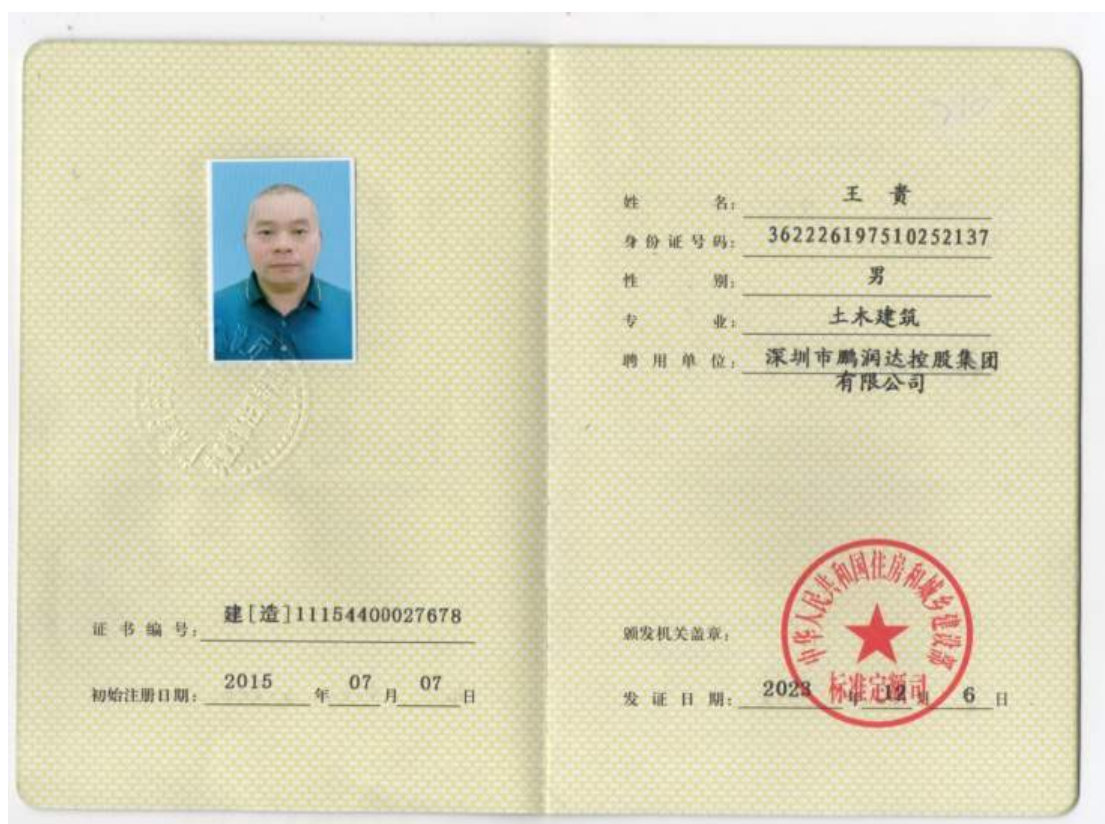 姓 名: 王 贵
身份证号码: 362226197510252137
性 别: 男
专 业: 土木建筑
聘用单位: 深圳市鹏润达控股集团
有限公司
证书编号: 建[造]11154400027678
初始注册日期: 2015 年 07 月 07 日
颁发机关盖章:
中华人民共和国住房和城乡建设部
标准定额司
发证日期: 2023 年 12 月 6 日